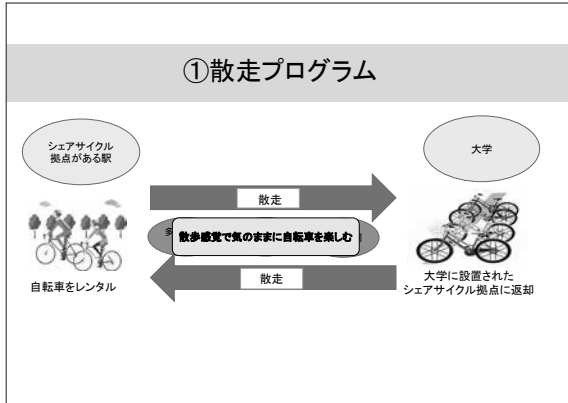 ①散走プログラム
シェアサイクル
拠点がある駅
大学
散走
散歩感覚で気のままに自転車を楽しむ
散走
自転車をレンタル
大学に設置された
シェアサイクル拠点に返却